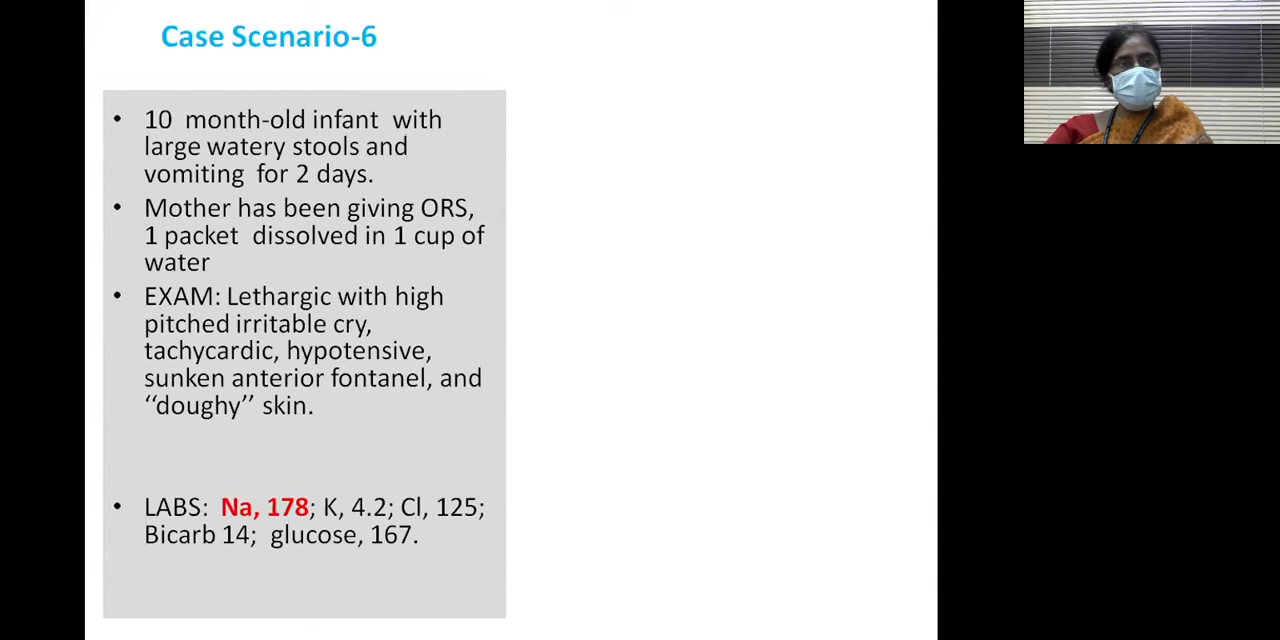 Case Scenario-6
• 10 month-old infant with
large watery stools and
vomiting for 2 days.
• Mother has been giving ORS,
1 packet dissolved in 1 cup of
water
• EXAM: Lethargic with high
pitched irritable cry,
tachycardic, hypotensive,
sunken anterior fontanel, and
‘‘doughy’’ skin.
• LABS: Na, 178; K, 4.2; Cl, 125;
Bicarb 14; glucose, 167.